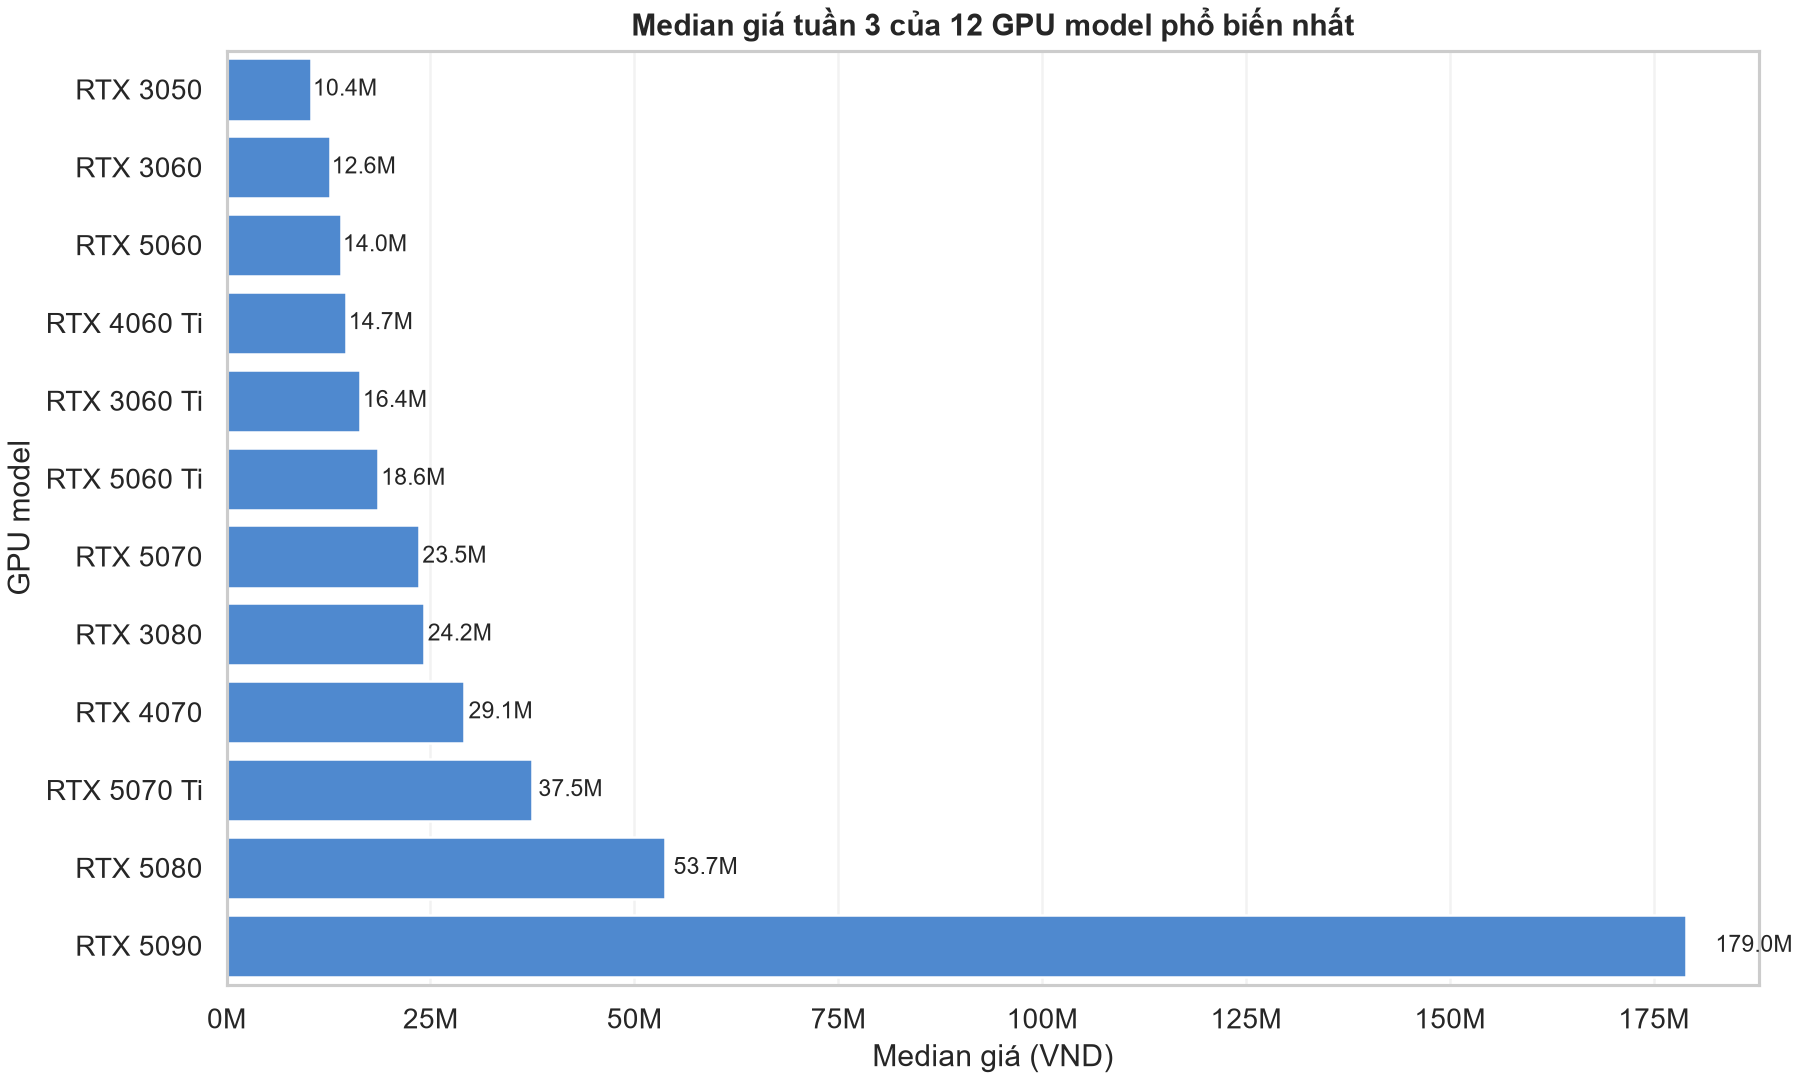 Median giá tuần 3 của 12 GPU model phổ biến nhất
RTX 3050 10.4M
RTX 3060 12.6M
RTX 5060 14.0M
RTX 4060 Ti 14.7M
RTX 3060 Ti 16.4M
RTX 5060 Ti 18.6M
RTX 5070 23.5M
RTX 3080 24.2M
RTX 4070 29.1M
RTX 5070 Ti 37.5M
RTX 5080 53.7M
RTX 5090 179.0M
GPU model
0M 25M 50M 75M 100M 125M 150M 175M
Median giá (VND)